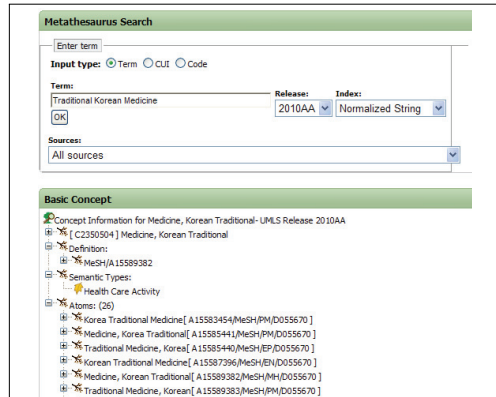 Metathesaurus Search
Enter term
Input type: Term CUI Code
Term:
Release: Index:
Traditional Korean Medicine
2010AA Normalized String
OK
Sources:
All sources
Basic Concept
Concept Information for Medicine, Korean Traditional- UMLS Release 2010AA
[ C2350504 ] Medicine, Korean Traditional
Definition:
MeSH/A15589382
Semantic Types:
Health Care Activity
Atoms: (26)
Korea Traditional Medicine[ A15583454/MeSH/PM/D055670 ]
Medicine, Korea Traditional[ A15585441/MeSH/PM/D055670 ]
Traditional Medicine, Korea[ A15585440/MeSH/EP/D055670 ]
Korean Traditional Medicine[ A15587396/MeSH/EN/D055670 ]
Medicine, Korean Traditional[ A15589382/MeSH/MH/D055670 ]
Traditional Medicine, Korean[ A15589383/MeSH/PM/D055670 ]